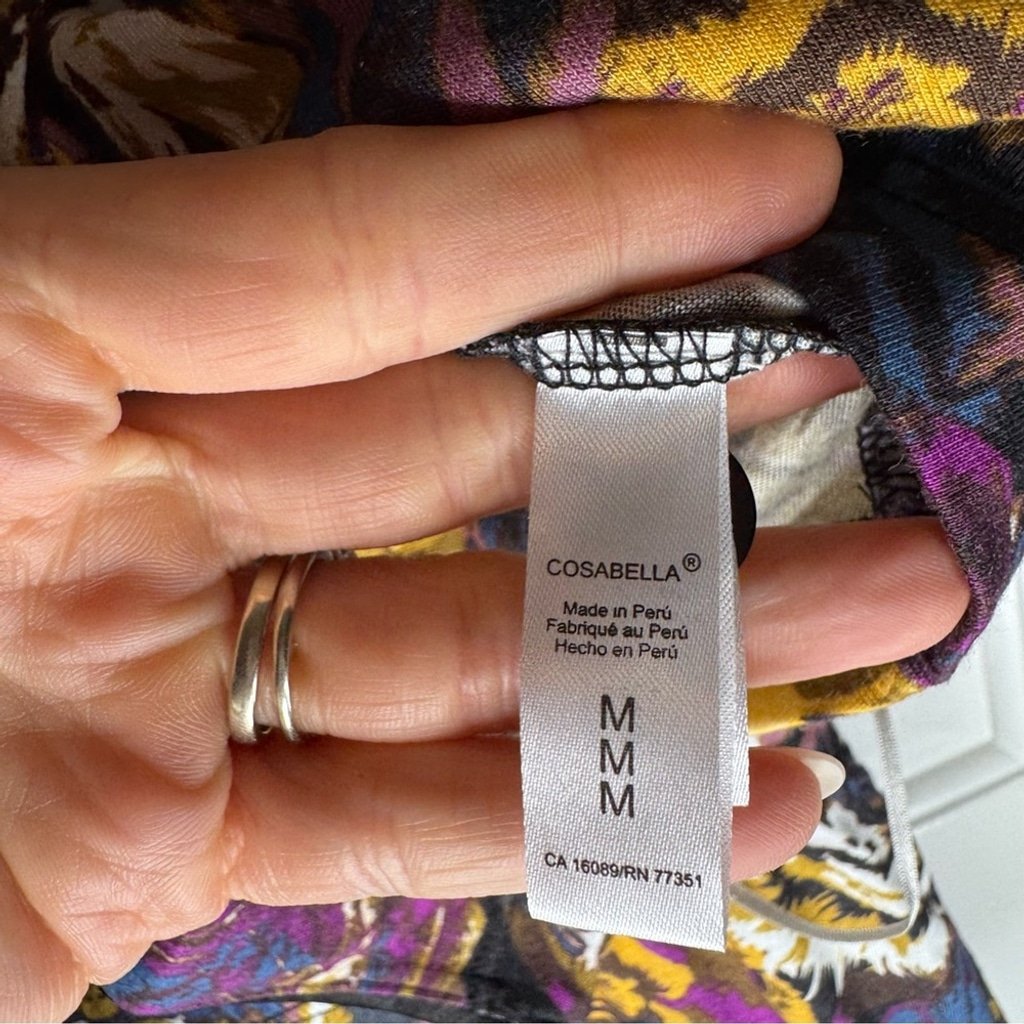 COSABELLA®
Made in Perú
Fabriqué au Perú
Hecho en Perú
M
M
M
CA 16089/RN 77351